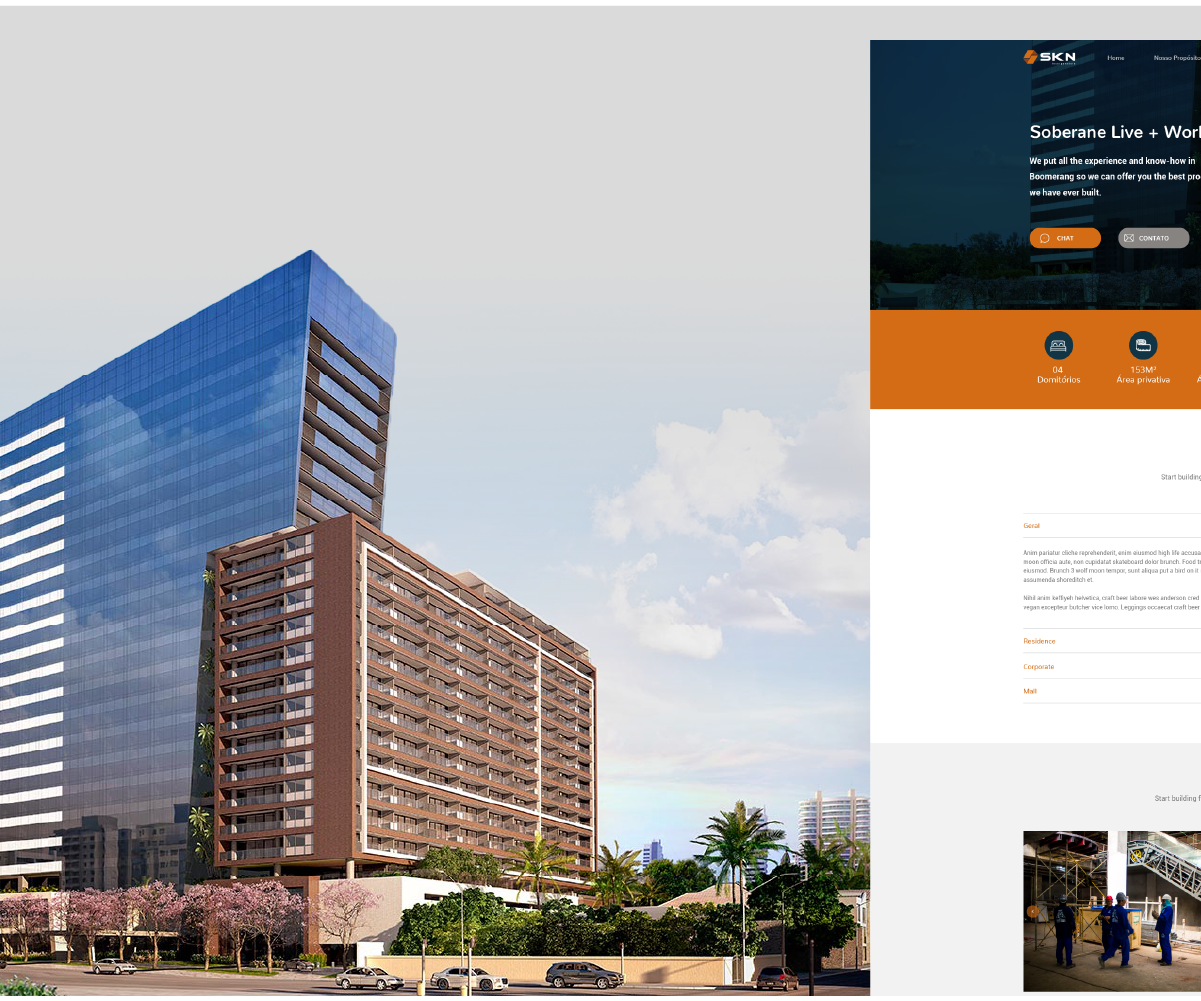 SKN
Home
Nosso Propósito
Soberane Live + Work
We put all the experience and know-how in
Boomerang so we can offer you the best pro
we have ever built.
CHAT
CONTATO
04
Domitórios
153M²
Área privativa
A
Start building
Geral
Anim pariatur cliche reprehenderit, enim eiusmod high life accusa
moon officia aute, non cupidatat skateboard dolor brunch. Food tr
eiusmod. Brunch 3 wolf moon tempor, sunt aliqua put a bird on it
assumenda shoreditch et.
Nihil anim keffiyeh helvetica, craft beer labore wes anderson cred
vegan excepteur butcher vice lomo. Leggings occaecat craft beer
Residence
Corporate
Mall
Start building f